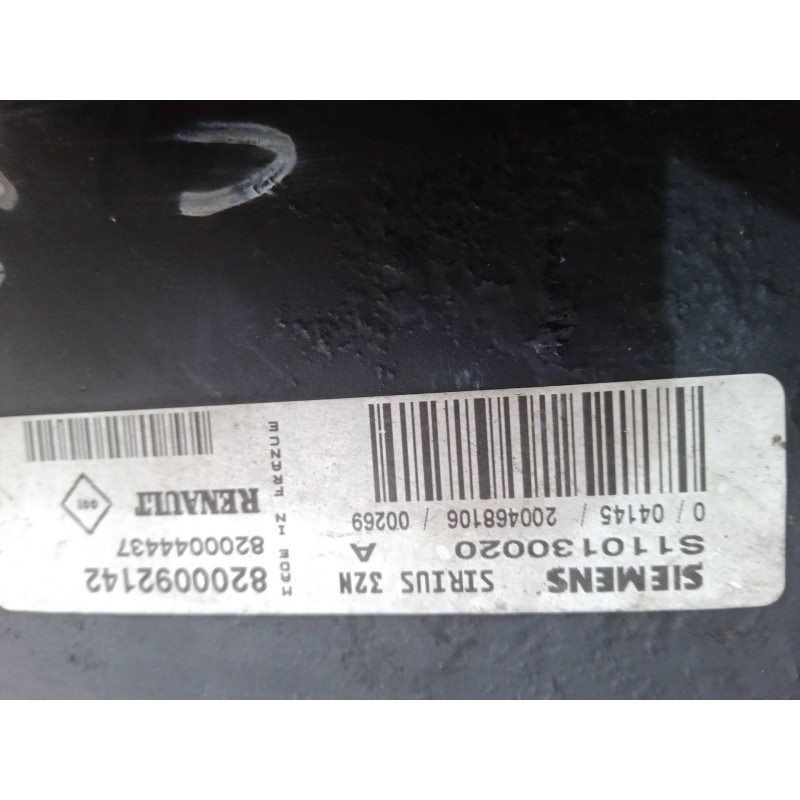 SIEMENS SIRIUS 32N
S110130020 A
0 / 04145 / 200468106 / 00269
MADE IN FRANCE
8200092142
8200044437
RENAULT